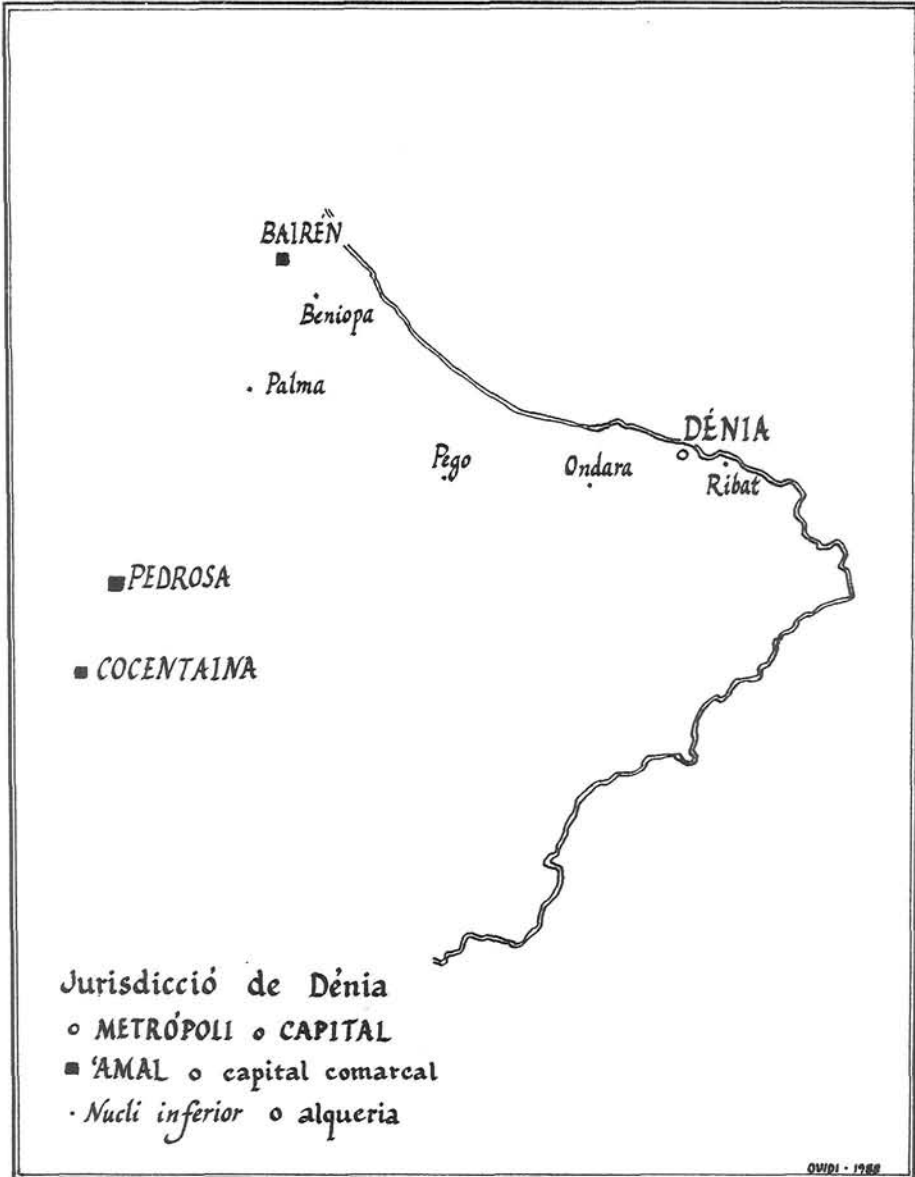 BAIRÉN
Beniopa
Palma
DÉNIA
Pego
Ondara
Ribat
PEDROSA
COCENTAINA
Jurisdicció de Dénia
METRÓPOLI o CAPITAL
'AMAL o capital comarcal
Nucli inferior o alqueria
OVIDI - 1988